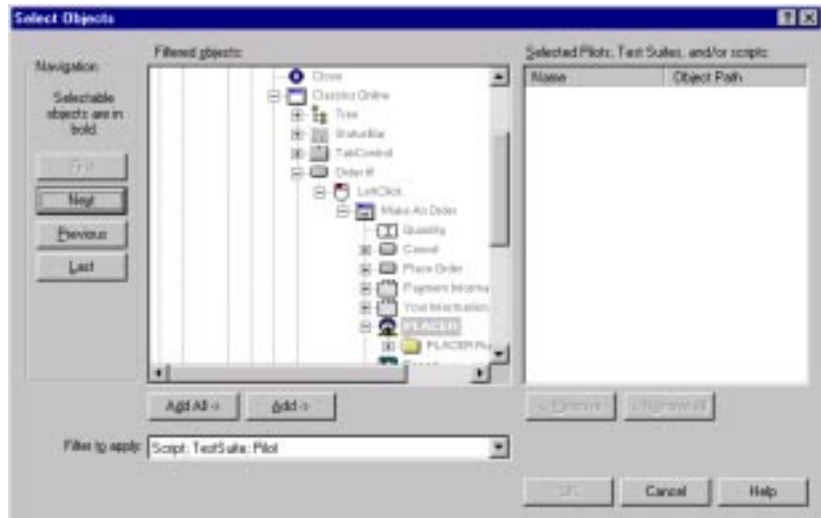 Select Objects
Filtered objects:
Selected Pilots, Test Suites, and/or scripts:
Navigation
Selectable
objects are in
bold.
First
Next
Previous
Last
Close
Classics Online
Tree
StatusBar
TabControl
Order It!
LeftClick
Make An Order
Quantity
Cancel
Place Order
Payment Informa
Your Information
PLACER
Name
Object Path
Add All ->
Add ->
<- Remove
<- Remove All
Filter to apply:
Script; TestSuite; Pilot
Cancel
Help